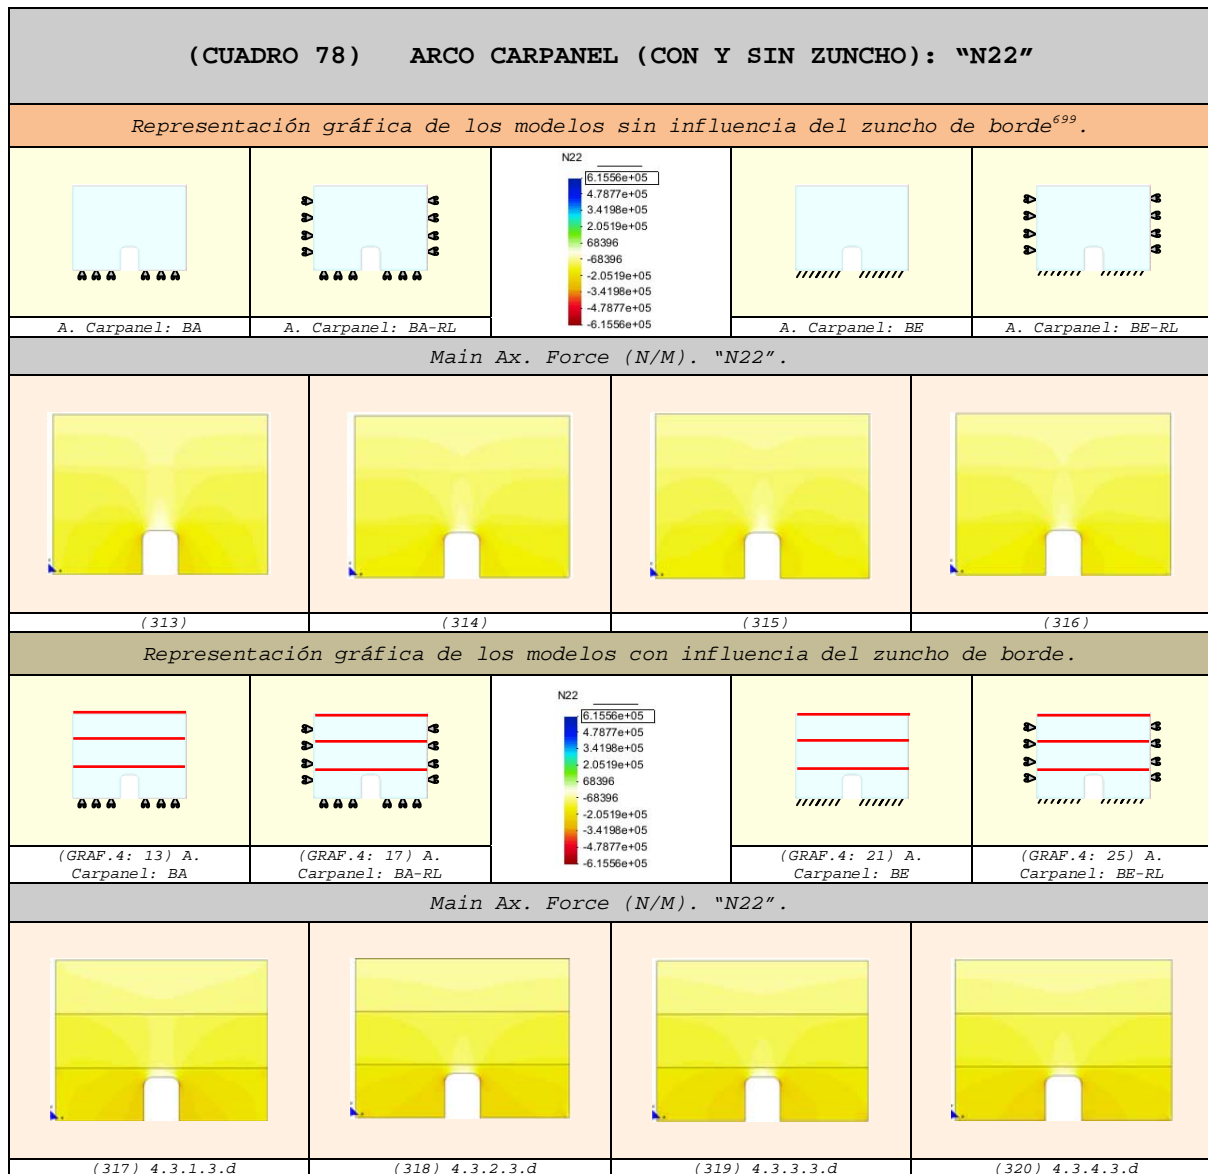 (CUADRO 78) ARCO CARPANEL (CON Y SIN ZUNCHO): “N22”
Representación gráfica de los modelos sin influencia del zuncho de borde⁶⁹⁹.
N22
6.1556e+05
4.7877e+05
3.4198e+05
2.0519e+05
68396
-68396
-2.0519e+05
-3.4198e+05
-4.7877e+05
-6.1556e+05
A. Carpanel: BA
A. Carpanel: BA-RL
A. Carpanel: BE
A. Carpanel: BE-RL
Main Ax. Force (N/M). “N22”.
(313)
(314)
(315)
(316)
Representación gráfica de los modelos con influencia del zuncho de borde.
N22
6.1556e+05
4.7877e+05
3.4198e+05
2.0519e+05
68396
-68396
-2.0519e+05
-3.4198e+05
-4.7877e+05
-6.1556e+05
(GRAF.4: 13) A.
Carpanel: BA
(GRAF.4: 17) A.
Carpanel: BA-RL
(GRAF.4: 21) A.
Carpanel: BE
(GRAF.4: 25) A.
Carpanel: BE-RL
Main Ax. Force (N/M). “N22”.
(317) 4.3.1.3.d
(318) 4.3.2.3.d
(319) 4.3.3.3.d
(320) 4.3.4.3.d